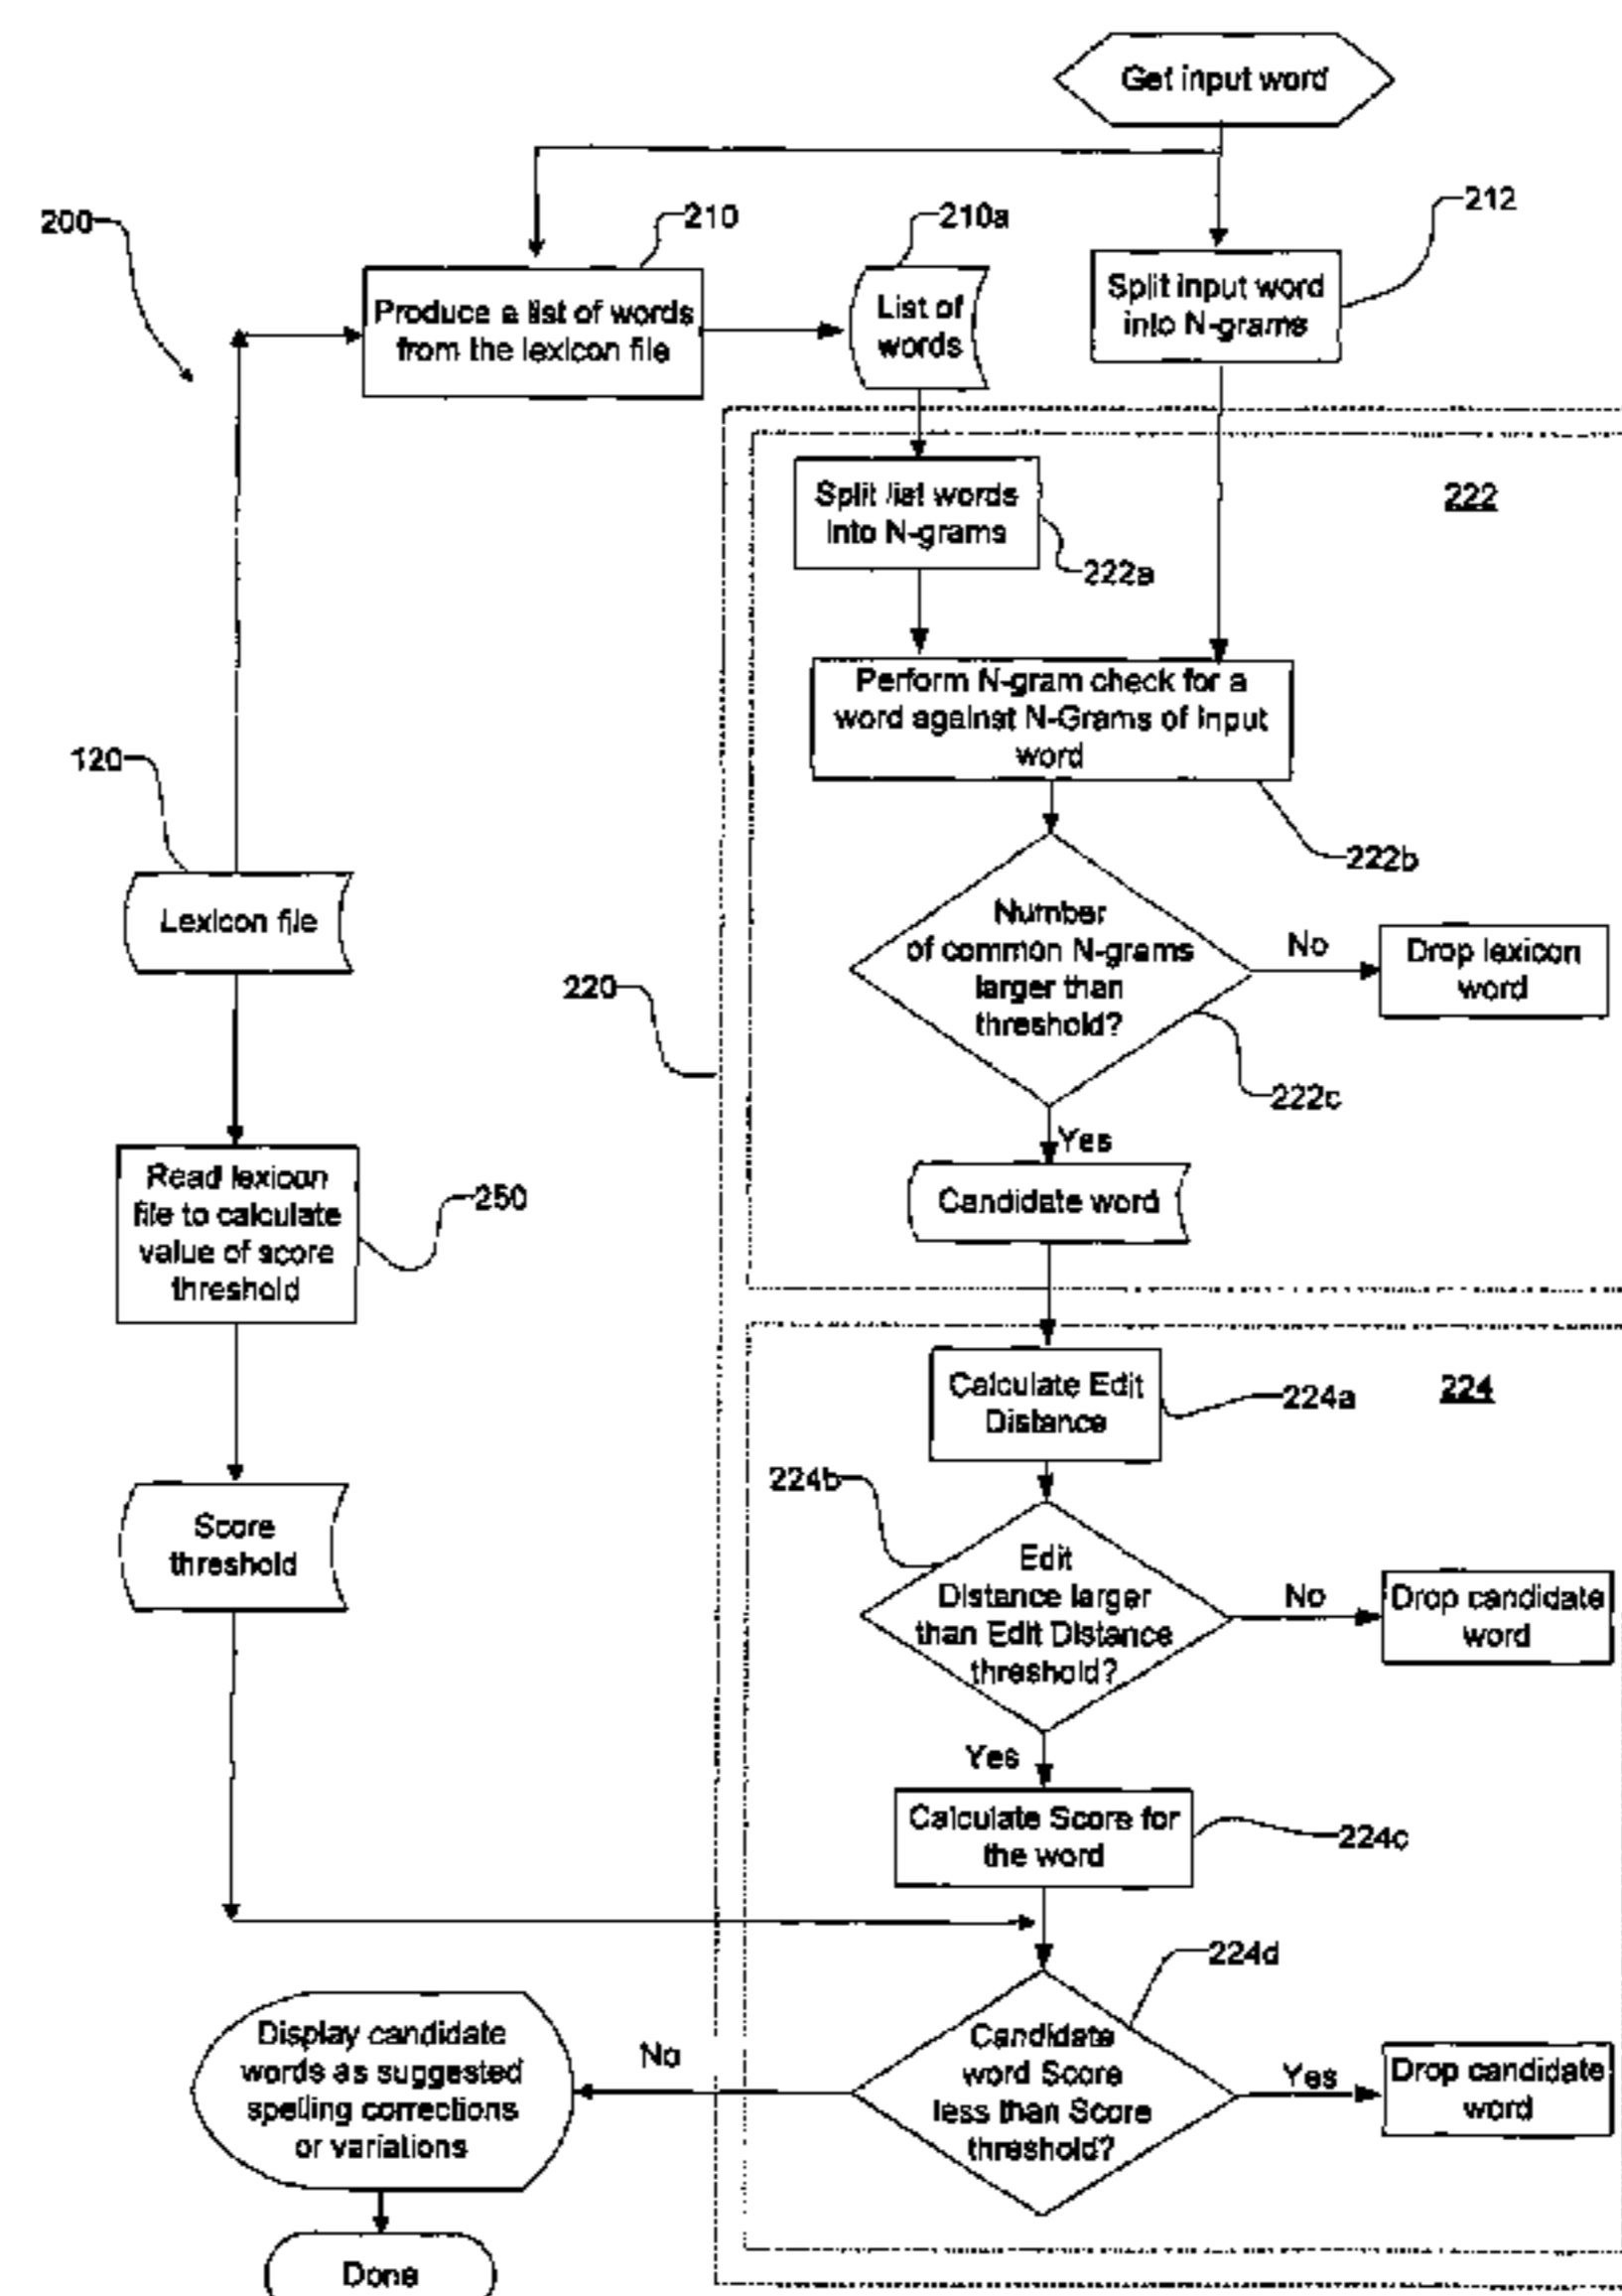 Get input word
200
210
210a
212
Produce a list of words
from the lexicon file
List of
words
Split input word
into N-grams
222
Split list words
into N-grams
222a
Perform N-gram check for a
word against N-Grams of input
word
120
222b
Lexicon file
Number
of common N-grams
larger than
threshold?
No
Drop lexicon
word
220
222c
Yes
Read lexicon
file to calculate
value of score
threshold
250
Candidate word
Calculate Edit
Distance
224a
224
224b
Score
threshold
Edit
Distance larger
than Edit Distance
threshold?
No
Drop candidate
word
Yes
Calculate Score for
the word
224c
224d
Display candidate
words as suggested
spelling corrections
or variations
No
Candidate
word Score
less than Score
threshold?
Yes
Drop candidate
word
Done